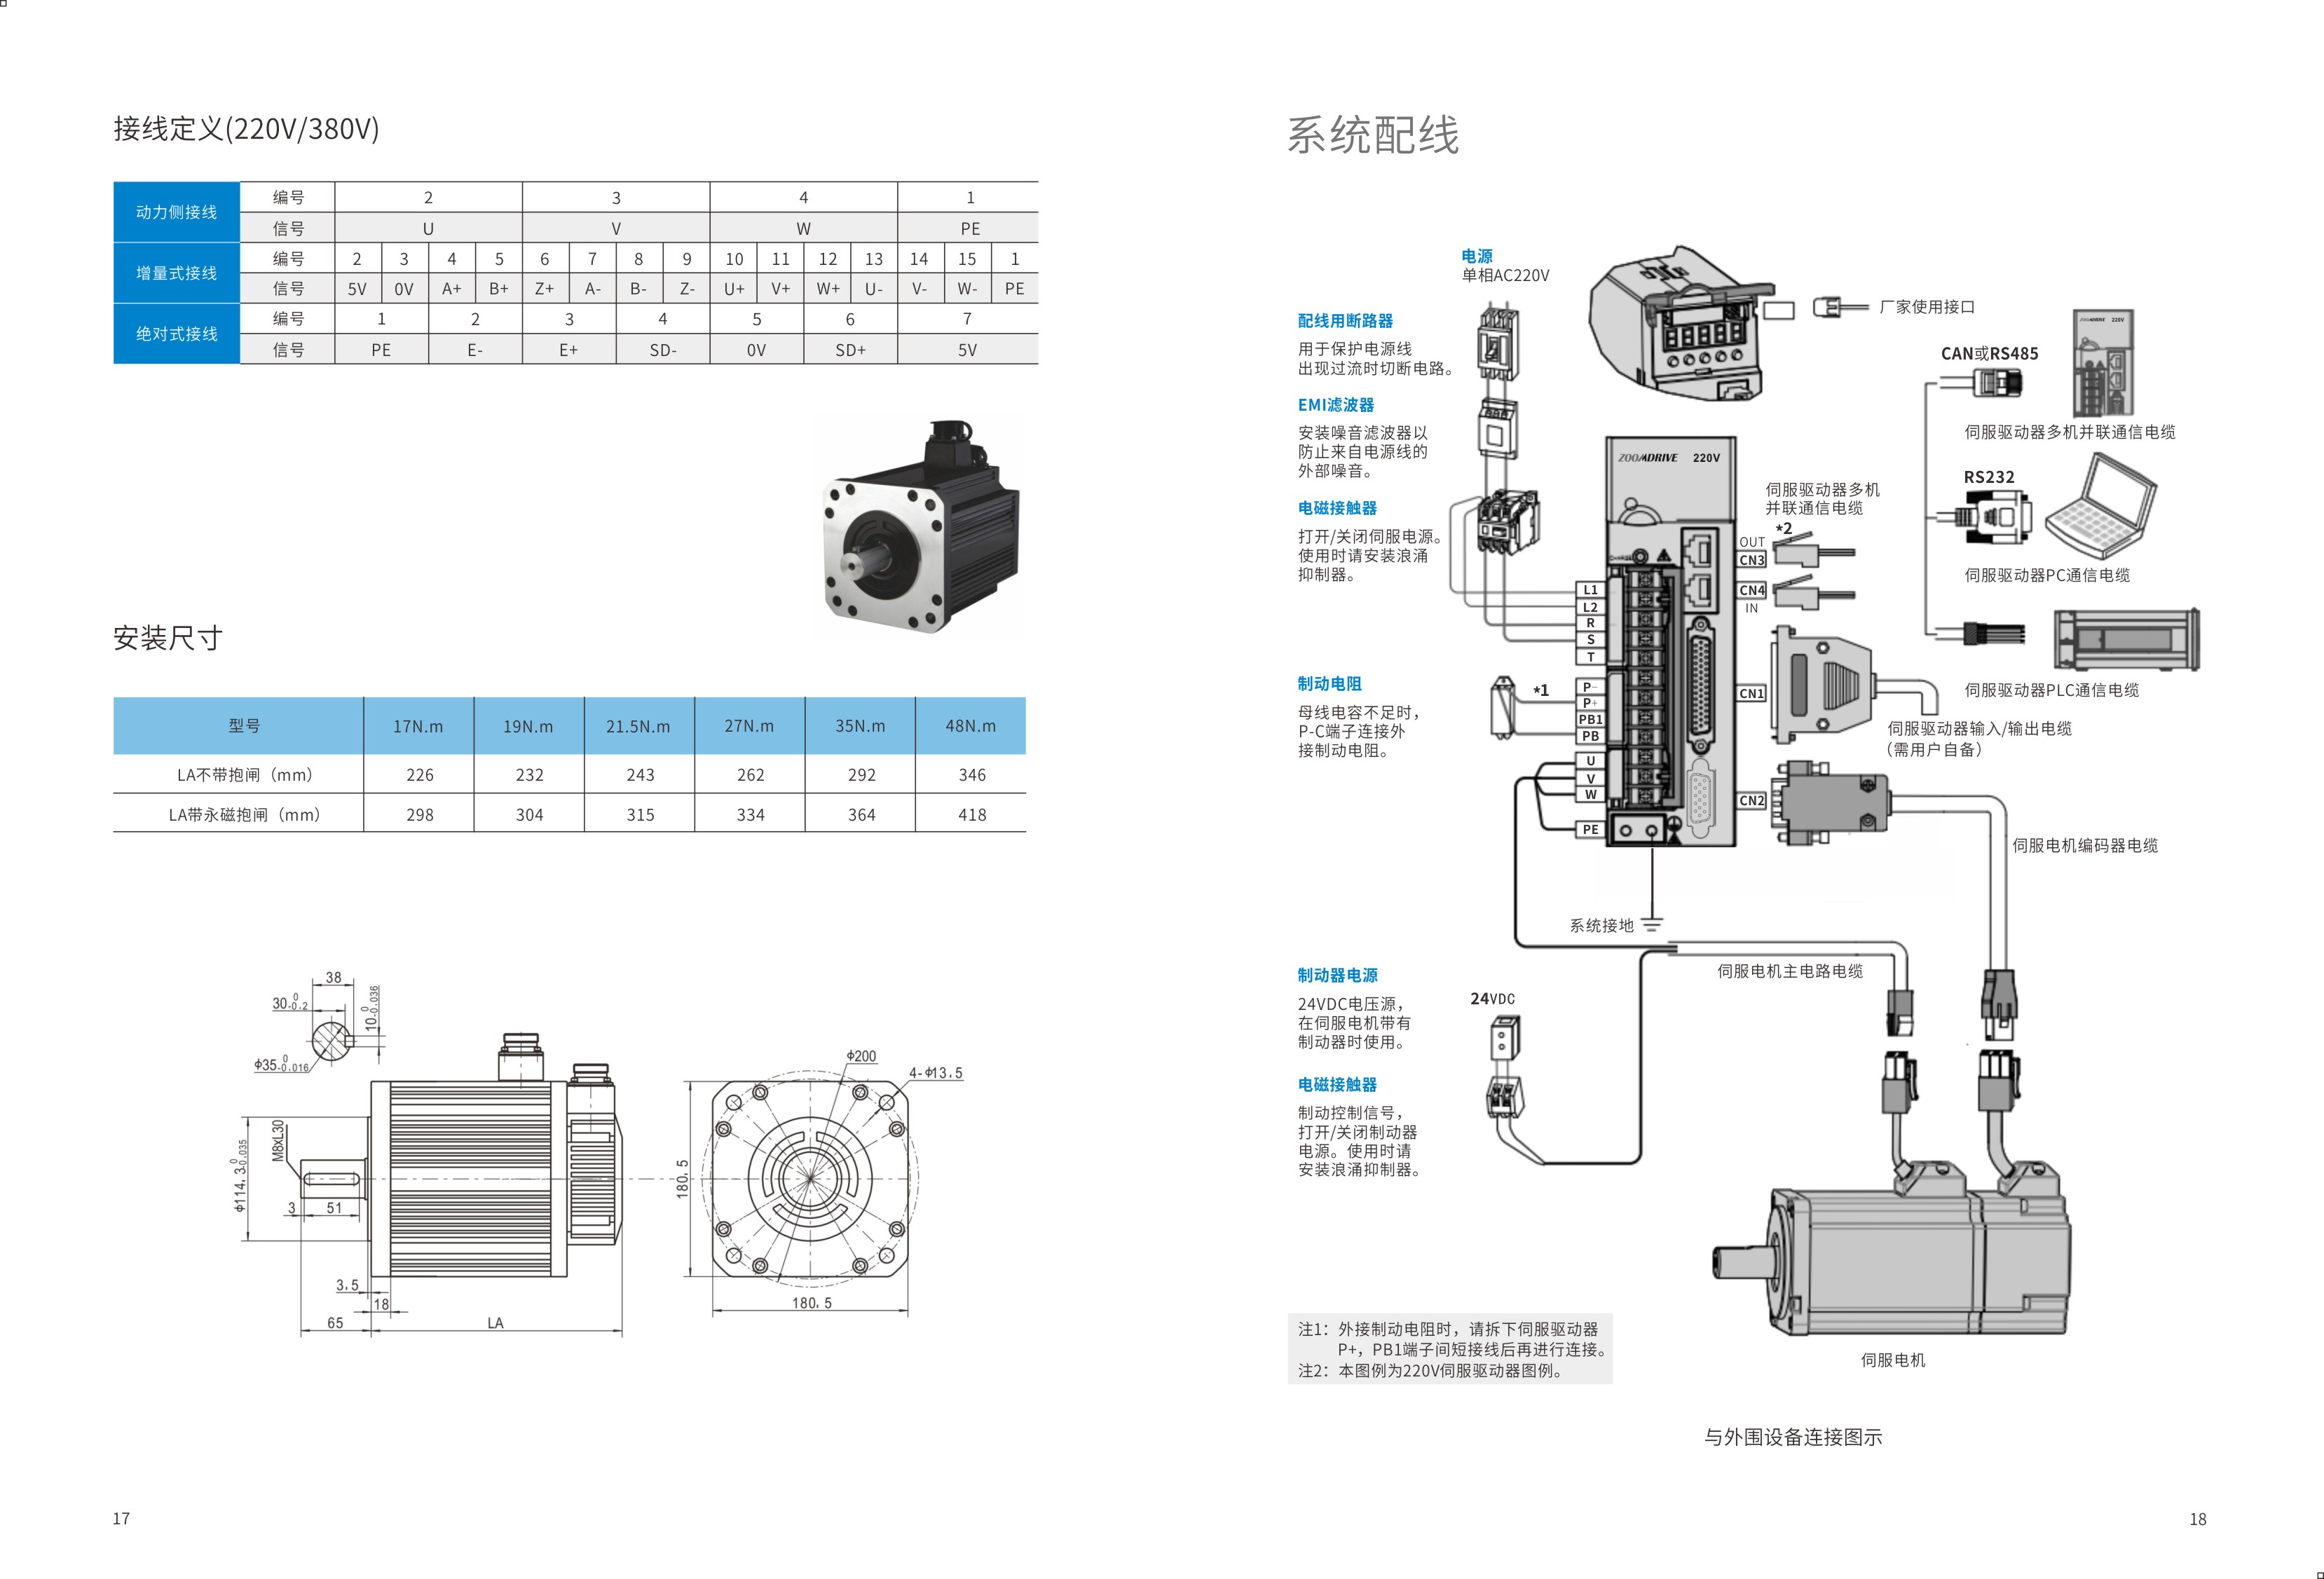 接线定义(220V/380V)
动力侧接线 编号 2 3 4 1
信号 U V W PE
增量式接线 编号 2 3 4 5 6 7 8 9 10 11 12 13 14 15 1
信号 5V 0V A+ B+ Z+ A- B- Z- U+ V+ W+ U- V- W- PE
绝对式接线 编号 1 2 3 4 5 6 7
信号 PE E- E+ SD- 0V SD+ 5V
安装尺寸
型号 17N.m 19N.m 21.5N.m 27N.m 35N.m 48N.m
LA不带抱闸（mm） 226 232 243 262 292 346
LA带永磁抱闸（mm） 298 304 315 334 364 418
38
30 0 -0.2
10 0 -0.036
Φ35 0 -0.016
Φ114.3 0 -0.035
M8xL30
3 51
3.5
18
65 LA
Φ200
4-Φ13.5
180.5
180.5
17
系统配线
电源
单相AC220V
配线用断路器
用于保护电源线
出现过流时切断电路。
EMI滤波器
安装噪音滤波器以
防止来自电源线的
外部噪音。
电磁接触器
打开/关闭伺服电源。
使用时请安装浪涌
抑制器。
制动电阻
母线电容不足时，
P-C端子连接外
接制动电阻。
*1
L1
L2
R
S
T
P-
P+
PB1
PB
U
V
W
PE
ZOOMDRIVE 220V
CHARGE
厂家使用接口
ZOOMDRIVE 220V
CAN或RS485
伺服驱动器多机并联通信电缆
RS232
伺服驱动器PC通信电缆
伺服驱动器PLC通信电缆
伺服驱动器多机
并联通信电缆
*2
OUT
CN3
CN4
IN
CN1
伺服驱动器输入/输出电缆
（需用户自备）
CN2
伺服电机编码器电缆
系统接地
伺服电机主电路电缆
制动器电源
24VDC电压源，
在伺服电机带有
制动器时使用。
24VDC
电磁接触器
制动控制信号，
打开/关闭制动器
电源。使用时请
安装浪涌抑制器。
注1：外接制动电阻时，请拆下伺服驱动器
P+，PB1端子间短接线后再进行连接。
注2：本图例为220V伺服驱动器图例。
伺服电机
与外围设备连接图示
18